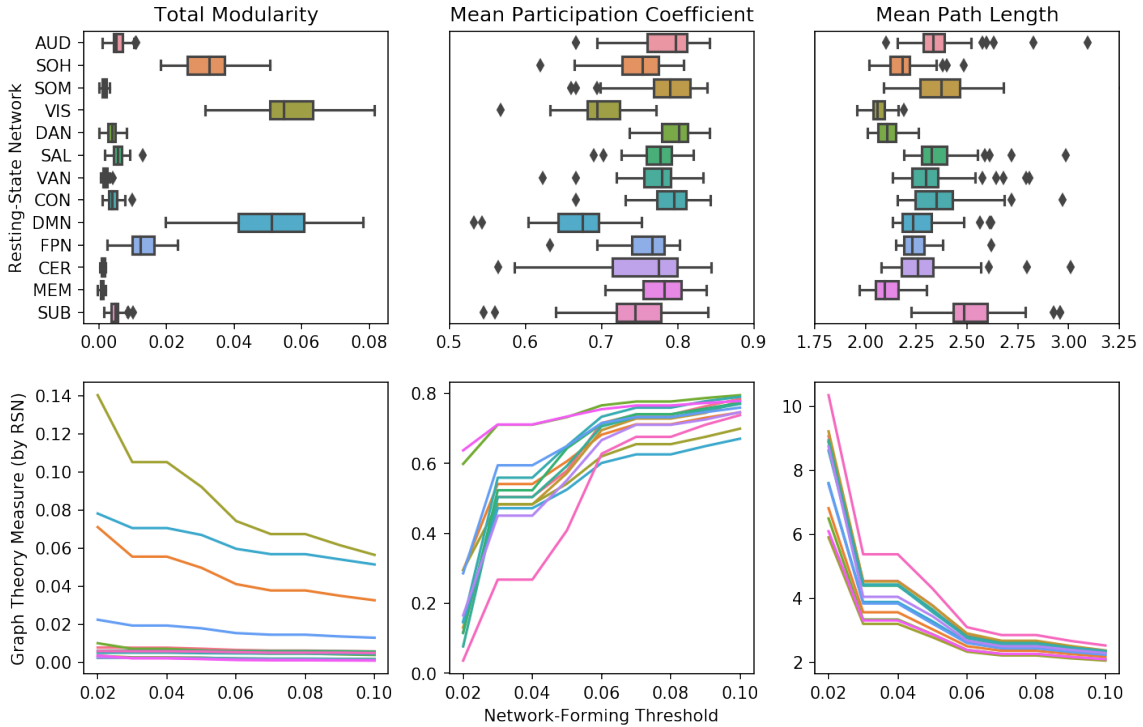 Total Modularity
Mean Participation Coefficient
Mean Path Length
Resting-State Network
AUD
SOH
SOM
VIS
DAN
SAL
VAN
CON
DMN
FPN
CER
MEM
SUB
0.00 0.02 0.04 0.06 0.08
0.5 0.6 0.7 0.8 0.9
1.75 2.00 2.25 2.50 2.75 3.00 3.25
Graph Theory Measure (by RSN)
0.14
0.12
0.10
0.08
0.06
0.04
0.02
0.00
0.8
0.6
0.4
0.2
0.0
10
8
6
4
2
0.02 0.04 0.06 0.08 0.10
0.02 0.04 0.06 0.08 0.10
0.02 0.04 0.06 0.08 0.10
Network-Forming Threshold